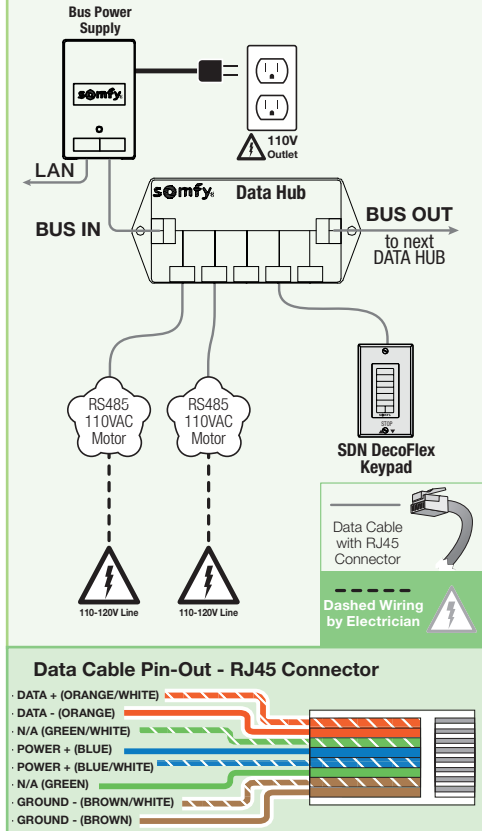 Bus Power
Supply
somfy.
110V
Outlet
LAN
somfy.
Data Hub
BUS IN
BUS OUT
to next
DATA HUB
RS485
110VAC
Motor
RS485
110VAC
Motor
STOP
SDN DecoFlex
Keypad
110-120V Line
110-120V Line
Data Cable
with RJ45
Connector
Dashed Wiring
by Electrician
Data Cable Pin-Out - RJ45 Connector
· DATA + (ORANGE/WHITE)
· DATA - (ORANGE)
· N/A (GREEN/WHITE)
· POWER + (BLUE)
· POWER + (BLUE/WHITE)
· N/A (GREEN)
· GROUND - (BROWN/WHITE)
· GROUND - (BROWN)